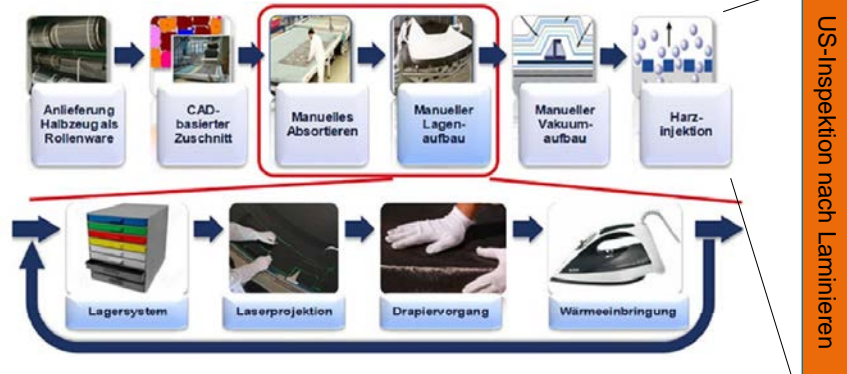 Anlieferung
Halbzeug als
Rollenware
CAD-
basierter
Zuschnitt
Manuelles
Absortieren
Manueller
Lagen-
aufbau
Manueller
Vakuum-
aufbau
Harz-
injektion
Lagersystem
Laserprojektion
Drapiervorgang
Wärmeeinbringung
US-Inspektion nach Laminieren